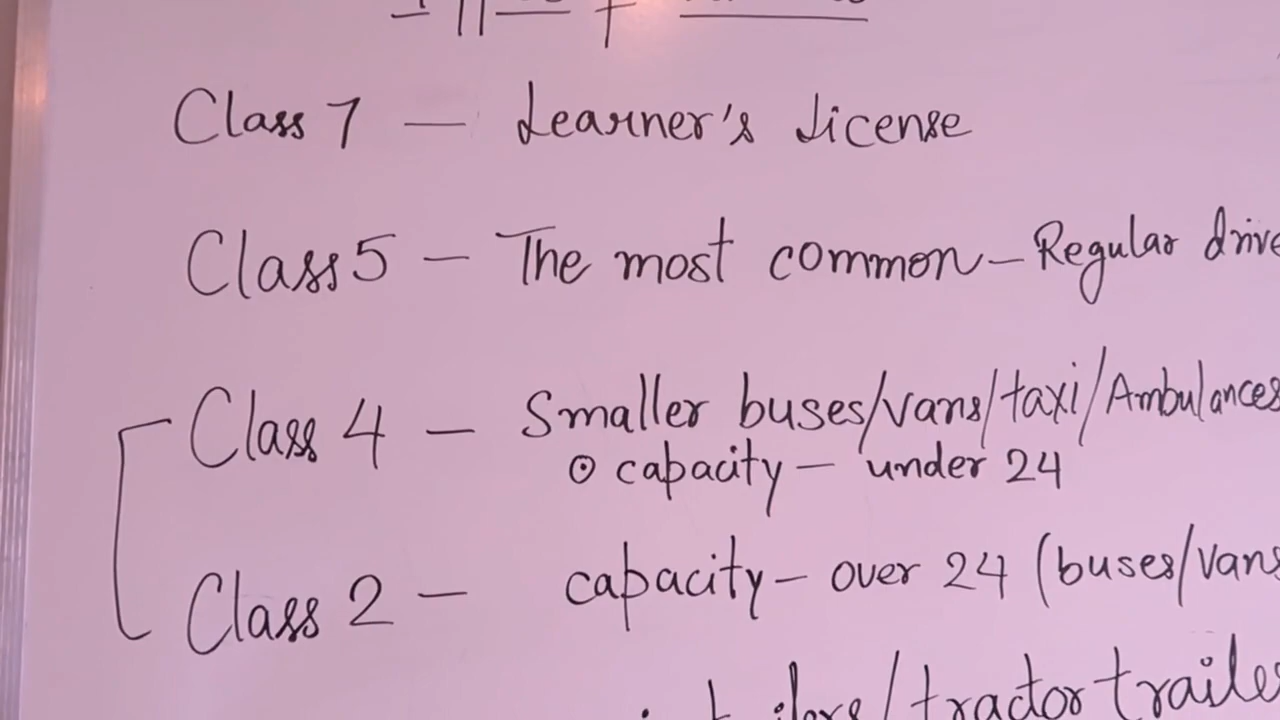 Class 7 — Learner's license
Class 5 — The most common — Regular drive
Class 4 — Smaller buses/vans/taxi/Ambulances
⊙ capacity — under 24
Class 2 — capacity — over 24 (buses/vans
/tractor trailer